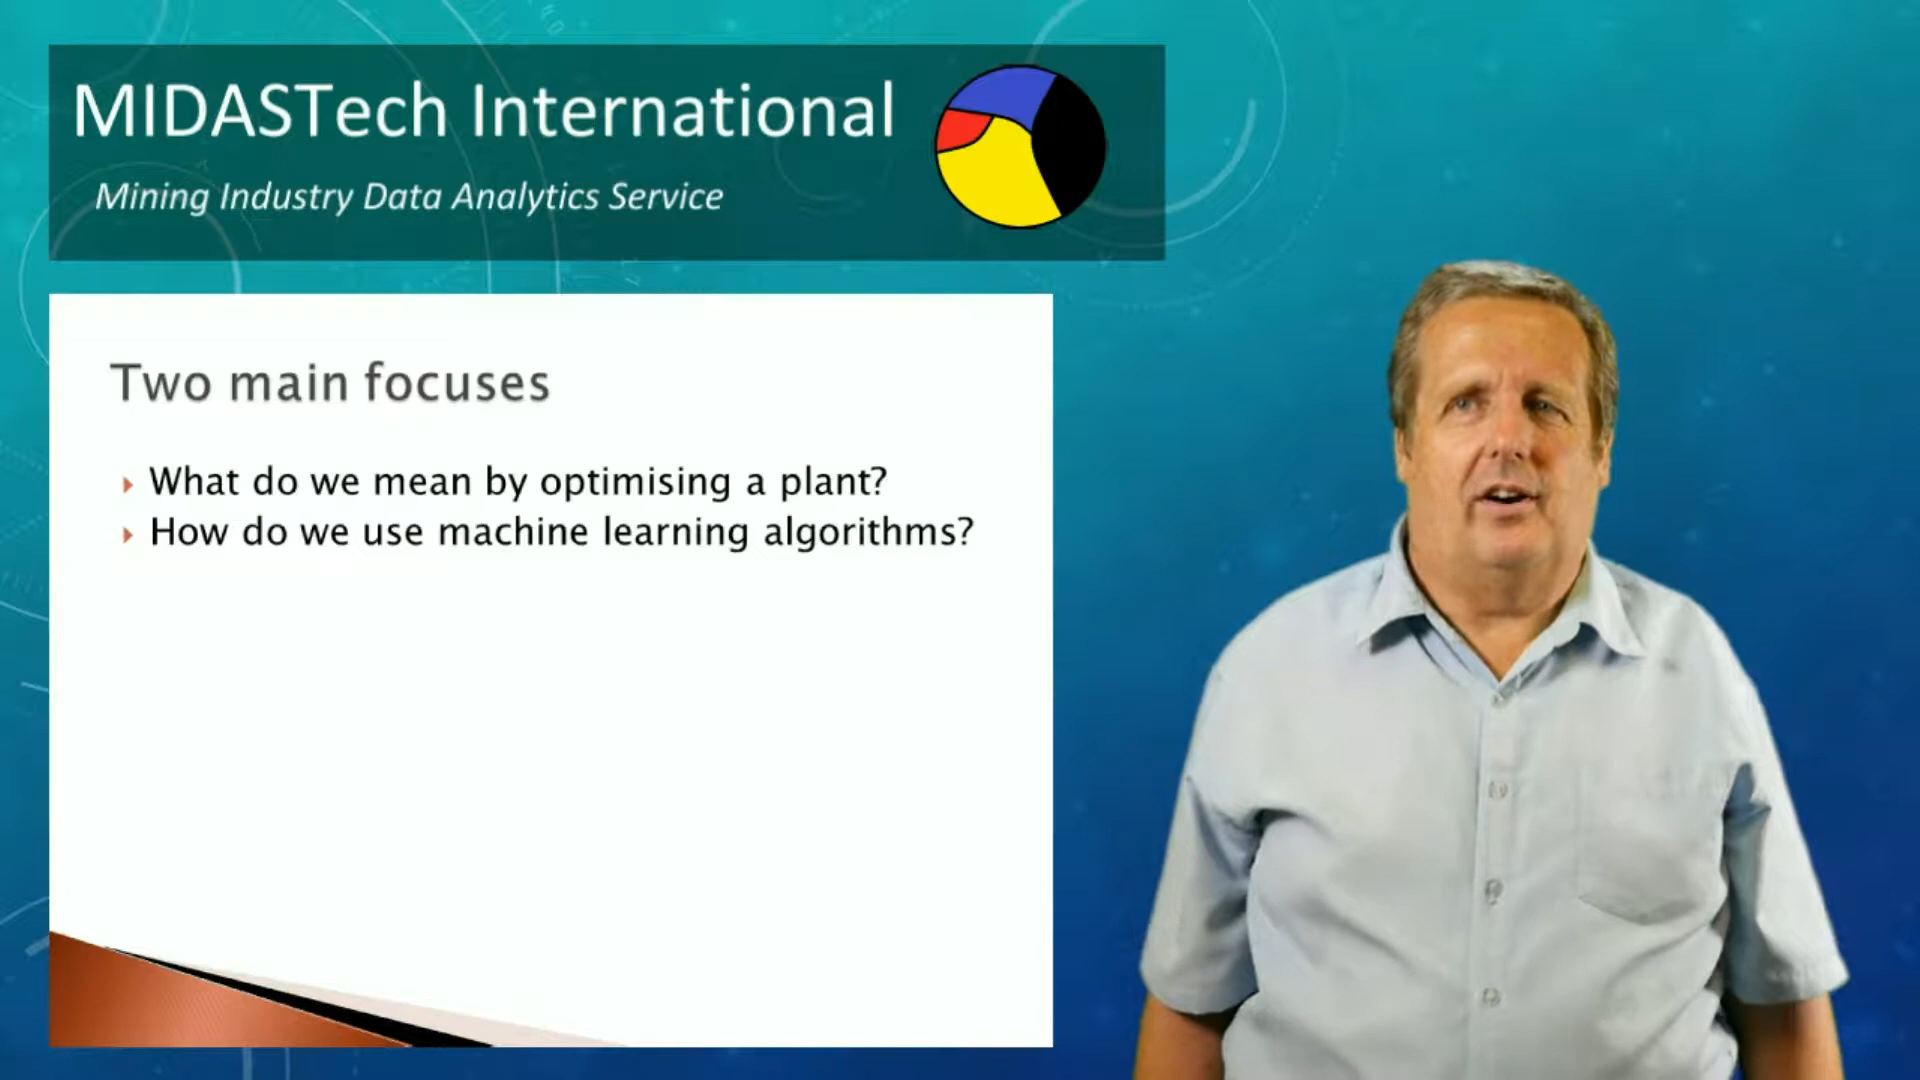 MIDASTech International
Mining Industry Data Analytics Service
Two main focuses
What do we mean by optimising a plant?
How do we use machine learning algorithms?